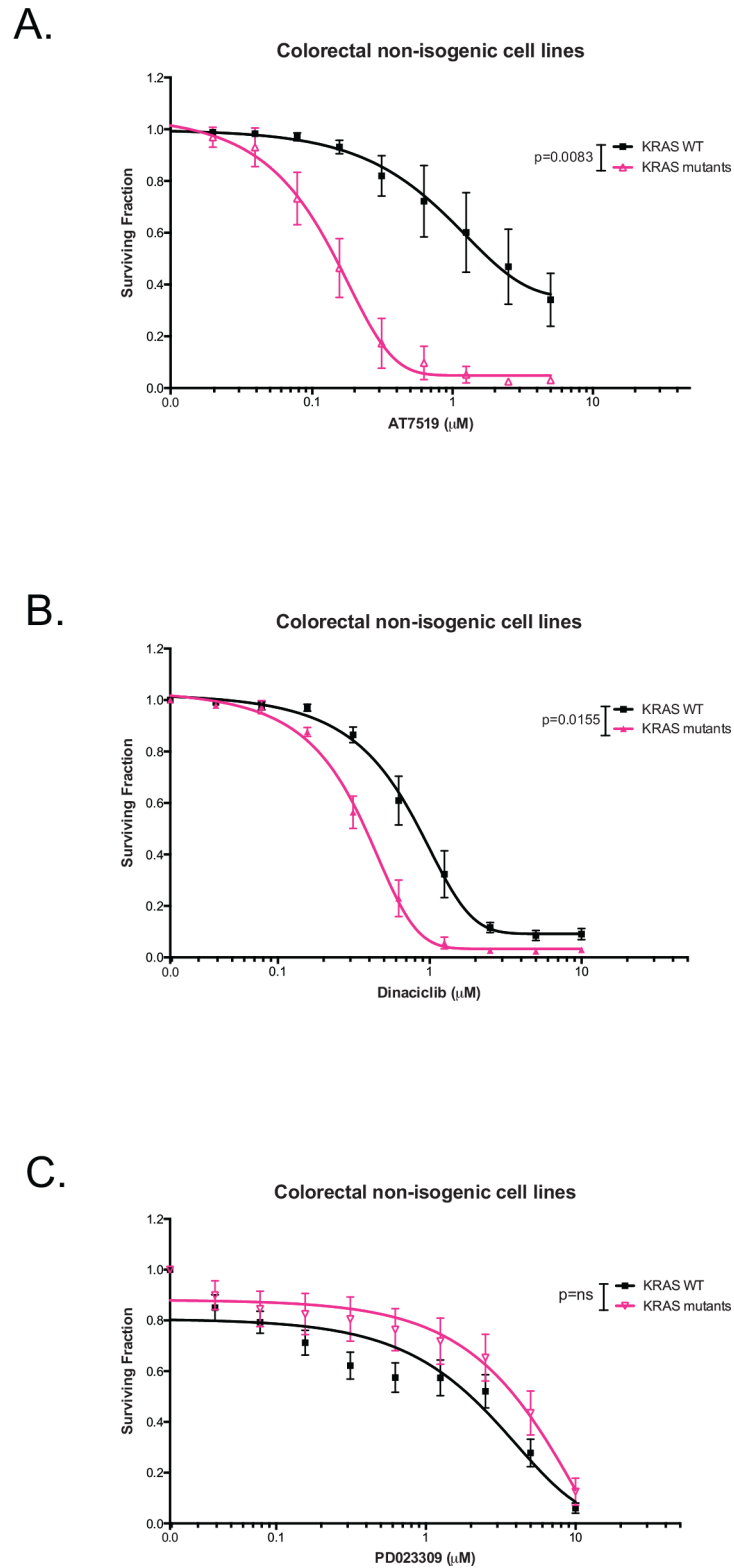 A.
Colorectal non-isogenic cell lines
1.2
1.0
0.8
0.6
0.4
0.2
0.0
Surviving Fraction
p=0.0083
KRAS WT
KRAS mutants
0.0 0.1 1 10
AT7519 (μM)
B.
Colorectal non-isogenic cell lines
1.2
1.0
0.8
0.6
0.4
0.2
0.0
Surviving Fraction
p=0.0155
KRAS WT
KRAS mutants
0.0 0.1 1 10
Dinaciclib (μM)
C.
Colorectal non-isogenic cell lines
1.2
1.0
0.8
0.6
0.4
0.2
0.0
Surviving Fraction
p=ns
KRAS WT
KRAS mutants
0.0 0.1 1 10
PD023309 (μM)